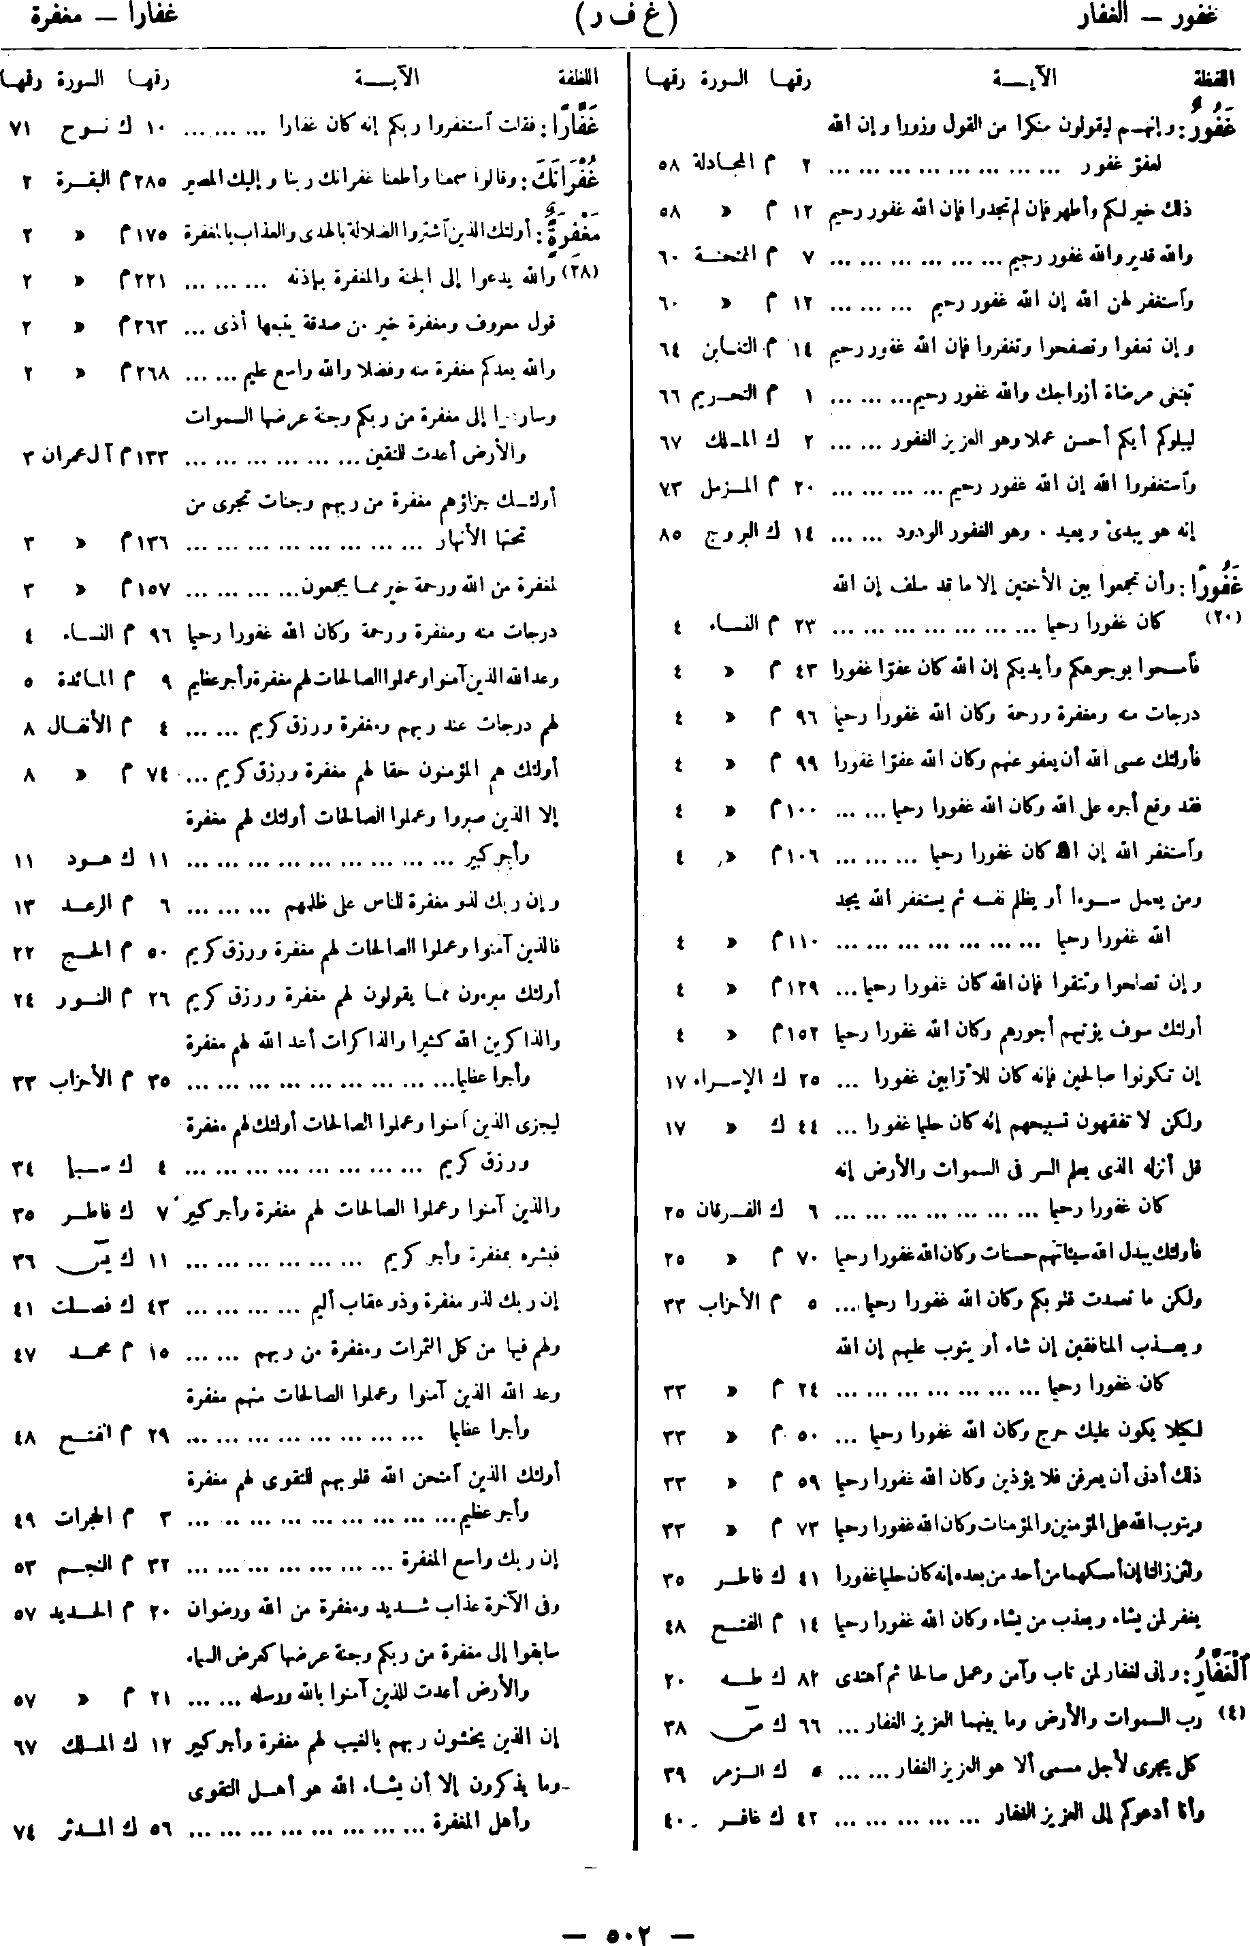 غفور — الغفار (غ ف ر) غفارا — مغفرة
اللفظة الآيـــة رقمها السورة رقمها
غَفُورٌ: وإنهم ليقولون منكرا من القول وزورا وإن الله
لعفو غفور ... ... ... ... ... ... ... ... ٢ م المجادلة ٥٨
ذلك خير لكم وأطهر فإن لم تجدوا فإن الله غفور رحيم ١٢ م « ٥٨
والله قدير والله غفور رحيم ... ... ... ... ... ... ٧ م الممتحنة ٦٠
وآستغفر لهن الله إن الله غفور رحيم ... ... ... ١٢ م « ٦٠
وإن تعفوا وتصفحوا وتغفروا فإن الله غفور رحيم ١٤ م التغابن ٦٤
تبتغى مرضاة أزواجك والله غفور رحيم... ... ... ١ م التحريم ٦٦
ليبلوكم أيكم أحسن عملا وهو العزيز الغفور ... ... ٢ ك الملك ٦٧
وآستغفروا الله إن الله غفور رحيم ... ... ... ... ٢٠ م المزمل ٧٣
إنه هو يبدئ ويعيد ٠ وهو الغفور الودود ... ... ١٤ ك البروج ٨٥
غَفُورًا: وأن تجمعوا بين الأختين إلا ما قد سلف إن الله
(٢٠) كان غفورا رحيما ... ... ... ... ... ... ... ٢٣ م النساء ٤
فآمسحوا بوجوهكم وأيديكم إن الله كان عفوّا غفورا ٤٣ م « ٤
درجات منه ومغفرة ورحمة وكان الله غفورا رحيما ٩٦ م « ٤
فأولئك عسى الله أن يعفو عنهم وكان الله عفوّا غفورا ٩٩ م « ٤
فقد وقع أجره على الله وكان الله غفورا رحيما ... ... ١٠٠ م « ٤
وآستغفر الله إن الله كان غفورا رحيما ... ... ... ١٠٦ م « ٤
ومن يعمل سوءا أو يظلم نفسه ثم يستغفر الله يجد
الله غفورا رحيما ... ... ... ... ... ... ... ١١٠ م « ٤
وإن تصلحوا وتتقوا فإن الله كان غفورا رحيما ... ١٢٩ م « ٤
أولئك سوف يؤتيهم أجورهم وكان الله غفورا رحيما ١٥٢ م « ٤
إن تكونوا صالحين فإنه كان للأوّابين غفورا ... ٢٥ ك الإسراء ١٧
ولكن لا تفقهون تسبيحهم إنه كان حليما غفورا ... ٤٤ ك « ١٧
قل أنزله الذى يعلم السر فى السموات والأرض إنه
كان غفورا رحيما ... ... ... ... ... ... ... ٦ ك الفرقان ٢٥
فأولئك يبدل الله سيئاتهم حسنات وكان الله غفورا رحيما ٧٠ م « ٢٥
ولكن ما تعمدت قلوبكم وكان الله غفورا رحيما... ٥ م الأحزاب ٣٣
ويعذب المنافقين إن شاء أو يتوب عليهم إن الله
كان غفورا رحيما ... ... ... ... ... ... ... ٢٤ م « ٣٣
لكيلا يكون عليك حرج وكان الله غفورا رحيما ... ٥٠ م « ٣٣
ذلك أدنى أن يعرفن فلا يؤذين وكان الله غفورا رحيما ٥٩ م « ٣٣
ويتوب الله على المؤمنين والمؤمنات وكان الله غفورا رحيما ٧٣ م « ٣٣
ولئن زالتا إن أمسكهما من أحد من بعده إنه كان حليما غفورا ٤١ ك فاطر ٣٥
يغفر لمن يشاء ويعذب من يشاء وكان الله غفورا رحيما ١٤ م الفتح ٤٨
ٱلْغَفَّارُ: وإنى لغفار لمن تاب وآمن وعمل صالحا ثم آهتدى ٨٢ ك طه ٢٠
(٤) رب السموات والأرض وما بينهما العزيز الغفار ... ٦٦ ك صّ ٣٨
كل يجرى لأجل مسمى ألا هو العزيز الغفار ... ... ٥ ك الزمر ٣٩
وأنا أدعوكم إلى العزيز الغفار ... ... ... ... ... ٤٢ ك غافر ٤٠
اللفظة الآيـــة رقمها السورة رقمها
غَفَّارًا: فقلت آستغفروا ربكم إنه كان غفارا ... ... ... ١٠ ك نوح ٧١
غُفْرَانَكَ: وقالوا سمعنا وأطعنا غفرانك ربنا وإليك المصير ٢٨٥ م البقرة ٢
مَغْفِرَةٌ: أولئك الذين آشتروا الضلالة بالهدى والعذاب بالمغفرة ١٧٥ م « ٢
(٢٨) والله يدعوا إلى الجنة والمغفرة بإذنه ... ... ... ٢٢١ م « ٢
قول معروف ومغفرة خير من صدقة يتبعها أذى ... ٢٦٣ م « ٢
والله يعدكم مغفرة منه وفضلا والله واسع عليم ... ... ٢٦٨ م « ٢
وسارعوا إلى مغفرة من ربكم وجنة عرضها السموات
والأرض أعدت للمتقين ... ... ... ... ... ... ١٣٣ م آل عمران ٣
أولئك جزاؤهم مغفرة من ربهم وجنات تجرى من
تحتها الأنهار ... ... ... ... ... ... ... ... ١٣٦ م « ٣
لمغفرة من الله ورحمة خير مما يجمعون... ... ... ... ١٥٧ م « ٣
درجات منه ومغفرة ورحمة وكان الله غفورا رحيما ٩٦ م النساء ٤
وعد الله الذين آمنوا وعملوا الصالحات لهم مغفرة وأجر عظيم ٩ م المائدة ٥
لهم درجات عند ربهم ومغفرة ورزق كريم ... ... ٤ م الأنفال ٨
أولئك هم المؤمنون حقا لهم مغفرة ورزق كريم ... ٧٤ م « ٨
إلا الذين صبروا وعملوا الصالحات أولئك لهم مغفرة
وأجر كبير ... ... ... ... ... ... ... ... ... ١١ ك هود ١١
وإن ربك لذو مغفرة للناس على ظلمهم ... ... ... ٦ م الرعد ١٣
فالذين آمنوا وعملوا الصالحات لهم مغفرة ورزق كريم ٥٠ م الحج ٢٢
أولئك مبرءون مما يقولون لهم مغفرة ورزق كريم ٢٦ م النور ٢٤
والذاكرين الله كثيرا والذاكرات أعد الله لهم مغفرة
وأجرا عظيما... ... ... ... ... ... ... ... ... ٣٥ م الأحزاب ٣٣
ليجزى الذين آمنوا وعملوا الصالحات أولئك لهم مغفرة
ورزق كريم ... ... ... ... ... ... ... ... ٤ ك سبإ ٣٤
والذين آمنوا وعملوا الصالحات لهم مغفرة وأجر كبير ٧ ك فاطر ٣٥
فبشره بمغفرة وأجر كريم ... ... ... ... ... ... ١١ ك يسّ ٣٦
إن ربك لذو مغفرة وذو عقاب أليم ... ... ... ... ٤٣ ك فصلت ٤١
ولهم فيها من كل الثمرات ومغفرة من ربهم ... ... ١٥ م محمد ٤٧
وعد الله الذين آمنوا وعملوا الصالحات منهم مغفرة
وأجرا عظيما ... ... ... ... ... ... ... ... ٢٩ م الفتح ٤٨
أولئك الذين آمتحن الله قلوبهم للتقوى لهم مغفرة
وأجر عظيم... ... ... ... ... ... ... ... ... ٣ م الحجرات ٤٩
إن ربك واسع المغفرة ... ... ... ... ... ... ... ٣٢ م النجم ٥٣
وفى الآخرة عذاب شديد ومغفرة من الله ورضوان ٢٠ م الحديد ٥٧
سابقوا إلى مغفرة من ربكم وجنة عرضها كعرض السماء
والأرض أعدت للذين آمنوا بالله ورسله ... ... ٢١ م « ٥٧
إن الذين يخشون ربهم بالغيب لهم مغفرة وأجر كبير ١٢ ك الملك ٦٧
وما يذكرون إلا أن يشاء الله هو أهل التقوى
وأهل المغفرة ... ... ... ... ... ... ... ... ٥٦ ك المدثر ٧٤
— ٥٠٢ —